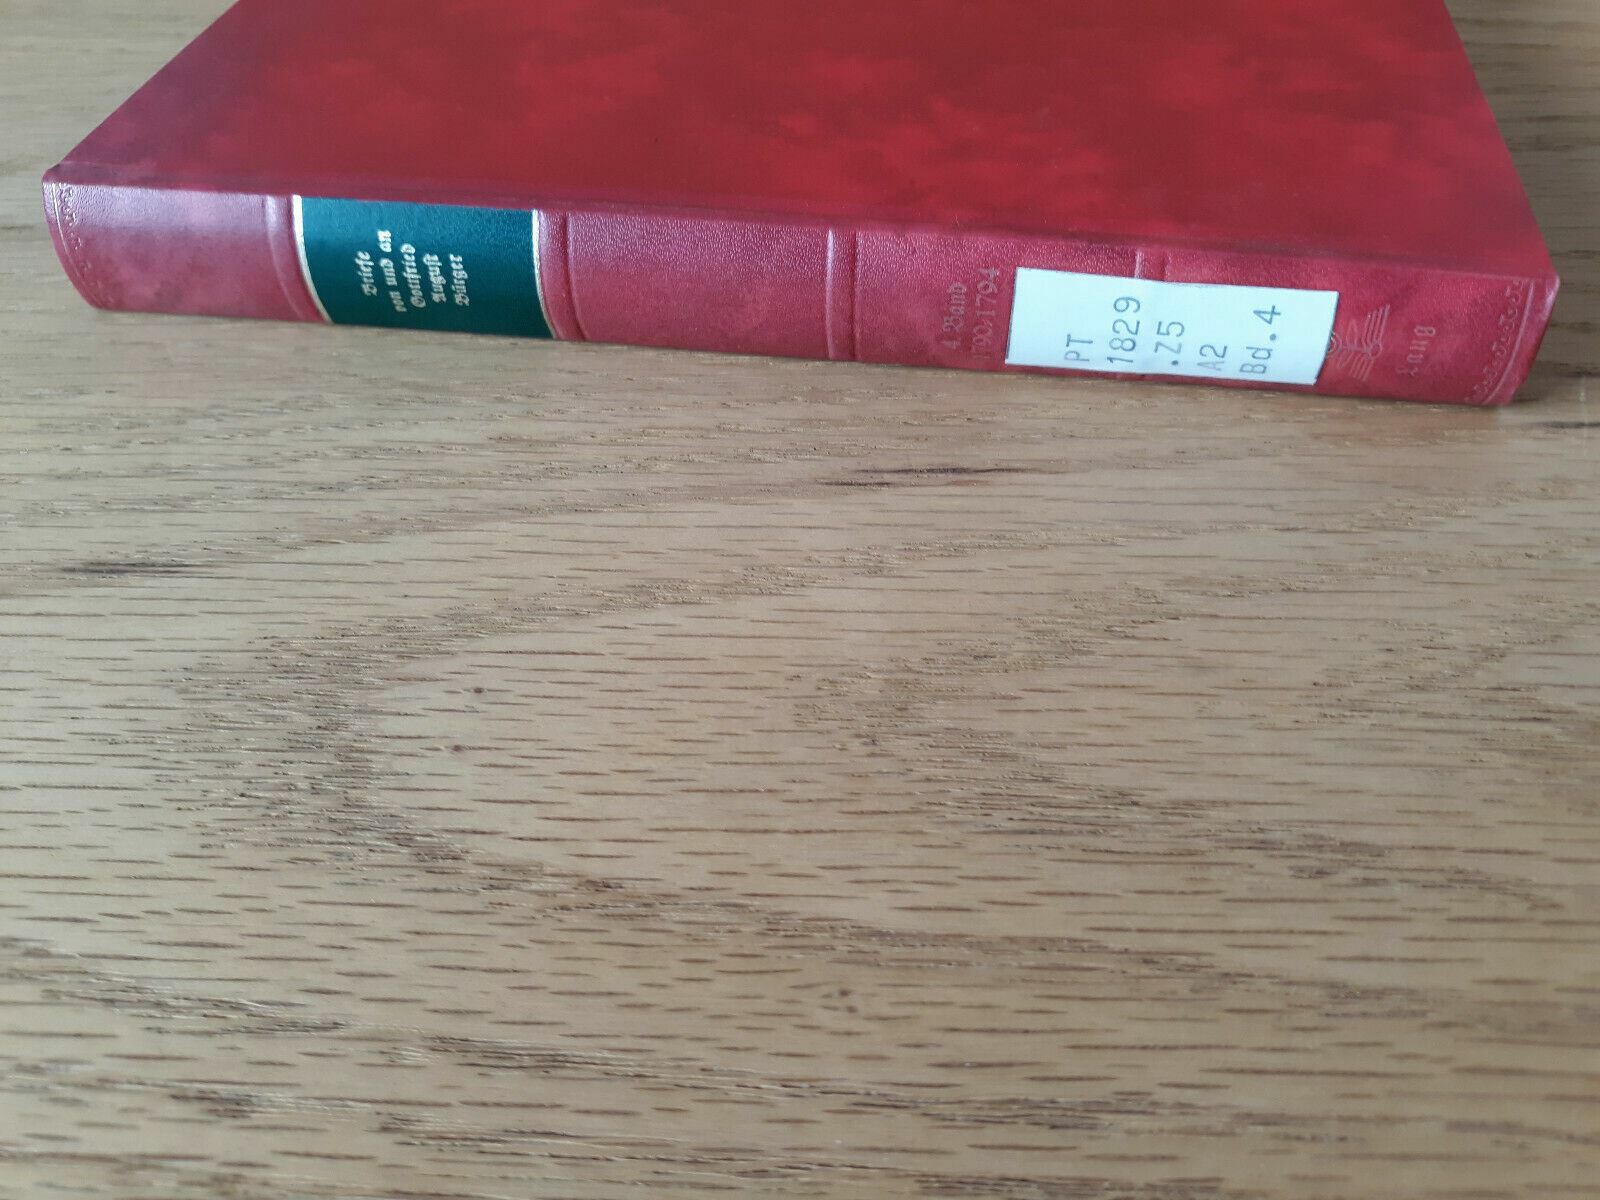 Briefe
von und an
Gottfried
August
Bürger
4. Band
1790.1794
PT
1829
.Z5
A2
Bd.4
Lang